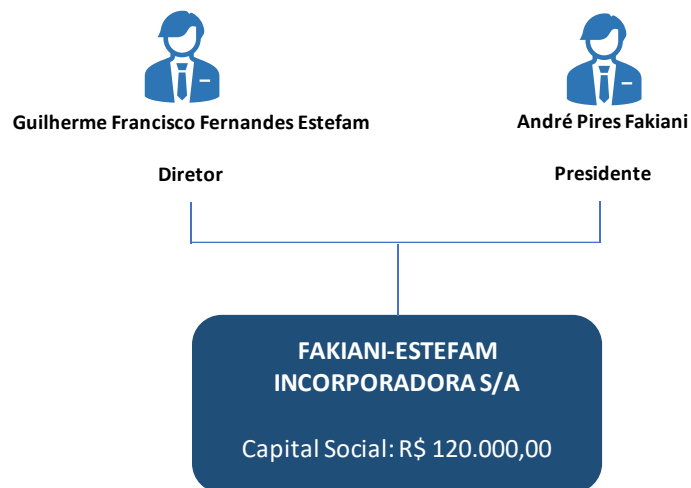 Guilherme Francisco Fernandes Estefam
Diretor
André Pires Fakiani
Presidente
FAKIANI-ESTEFAM
INCORPORADORA S/A
Capital Social: R$ 120.000,00